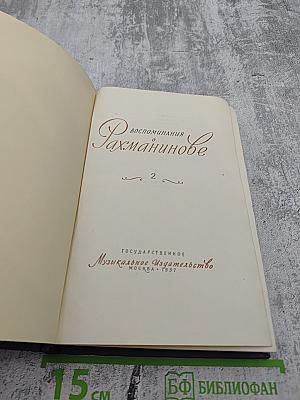 ВОСПОМИНАНИЯ
о
Рахманинове
2
ГОСУДАРСТВЕННОЕ
Музыкальное Издательство
МОСКВА • 1957
15 см
БФ БИБЛИОФАН